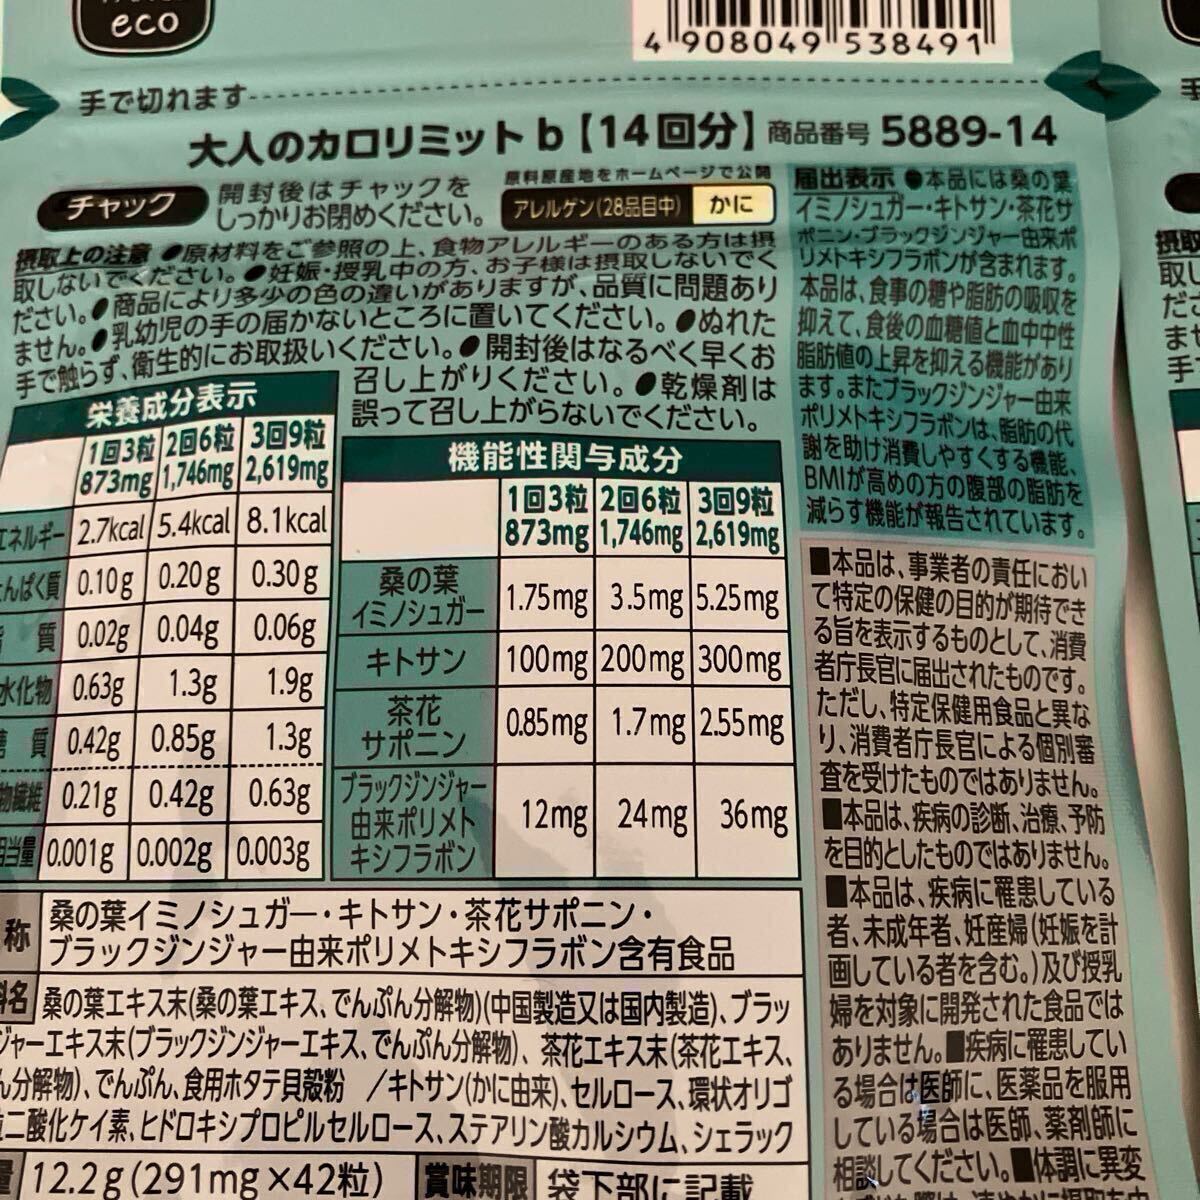 eco
4 908049 538491
手で切れます
大人のカロリミット b【14回分】商品番号 5889-14
チャック
開封後はチャックを
しっかりお閉めください。
原料原産地をホームページで公開
アレルゲン(28品目中) かに
摂取上の注意 ●原材料をご参照の上、食物アレルギーのある方は摂
取しないでください。●妊娠・授乳中の方、お子様は摂取しないでく
ださい。●商品により多少の色の違いがありますが、品質に問題あり
ません。●乳幼児の手の届かないところに置いてください。●ぬれた
手で触らず、衛生的にお取扱いください。●開封後はなるべく早くお
召し上がりください。●乾燥剤は
誤って召し上がらないでください。
栄養成分表示
1回3粒 2回6粒 3回9粒
873mg 1,746mg 2,619mg
エネルギー 2.7kcal 5.4kcal 8.1kcal
んぱく質 0.10g 0.20g 0.30g
質 0.02g 0.04g 0.06g
水化物 0.63g 1.3g 1.9g
質 0.42g 0.85g 1.3g
物繊維 0.21g 0.42g 0.63g
相当量 0.001g 0.002g 0.003g
機能性関与成分
1回3粒 2回6粒 3回9粒
873mg 1,746mg 2,619mg
桑の葉
イミノシュガー 1.75mg 3.5mg 5.25mg
キトサン 100mg 200mg 300mg
茶花
サポニン 0.85mg 1.7mg 2.55mg
ブラックジンジャー
由来ポリメト
キシフラボン 12mg 24mg 36mg
称 桑の葉イミノシュガー・キトサン・茶花サポニン・
ブラックジンジャー由来ポリメトキシフラボン含有食品
料名 桑の葉エキス末(桑の葉エキス、でんぷん分解物)(中国製造又は国内製造)、ブラッ
ジャーエキス末(ブラックジンジャーエキス、でんぷん分解物)、茶花エキス末(茶花エキス、
ん分解物)、でんぷん、食用ホタテ貝殻粉 ／キトサン(かに由来)、セルロース、環状オリゴ
二酸化ケイ素、ヒドロキシプロピルセルロース、ステアリン酸カルシウム、シェラック
量 12.2g(291mg×42粒) 賞味期限 袋下部に記載
届出表示 ●本品には桑の葉
イミノシュガー・キトサン・茶花サ
ポニン・ブラックジンジャー由来ポ
リメトキシフラボンが含まれます。
本品は、食事の糖や脂肪の吸収を
抑えて、食後の血糖値と血中中性
脂肪値の上昇を抑える機能があり
ます。またブラックジンジャー由来
ポリメトキシフラボンは、脂肪の代
謝を助け消費しやすくする機能、
BMIが高めの方の腹部の脂肪を
減らす機能が報告されています。
■本品は、事業者の責任におい
て特定の保健の目的が期待でき
る旨を表示するものとして、消費
者庁長官に届出されたものです。
ただし、特定保健用食品と異な
り、消費者庁長官による個別審
査を受けたものではありません。
■本品は、疾病の診断、治療、予防
を目的としたものではありません。
■本品は、疾病に罹患している
者、未成年者、妊産婦(妊娠を計
画している者を含む。)及び授乳
婦を対象に開発された食品では
ありません。■疾病に罹患してい
る場合は医師に、医薬品を服用
している場合は医師、薬剤師に
相談してください。■体調に異変